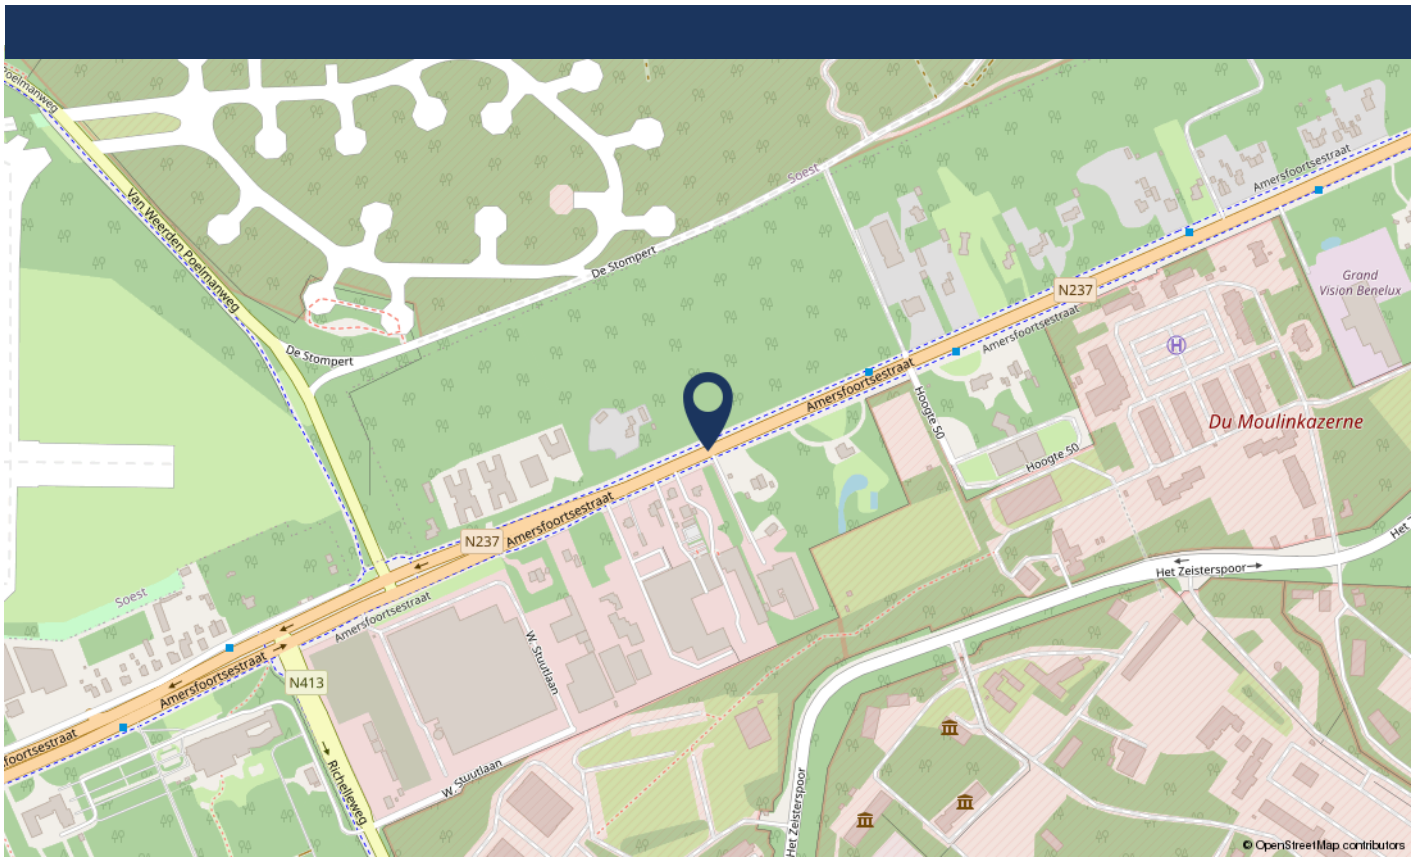 Poelmanweg
Van Weerden Poelmanweg
De Stompert
De Stompert
Soest
Amersfoortsestraat
N237
Amersfoortsestraat
Grand
Vision Benelux
Amersfoortsestraat
Hoogte 50
Hoogte 50
Du Moulinkazerne
N237
Amersfoortsestraat
Soest
Amersfoortsestraat
Amersfoortsestraat
foortsestraat
N413
Richelleweg
W. Stuutlaan
W. Stuutlaan
Het Zeisterspoor
Het Zeisterspoor
Het
© OpenStreetMap contributors